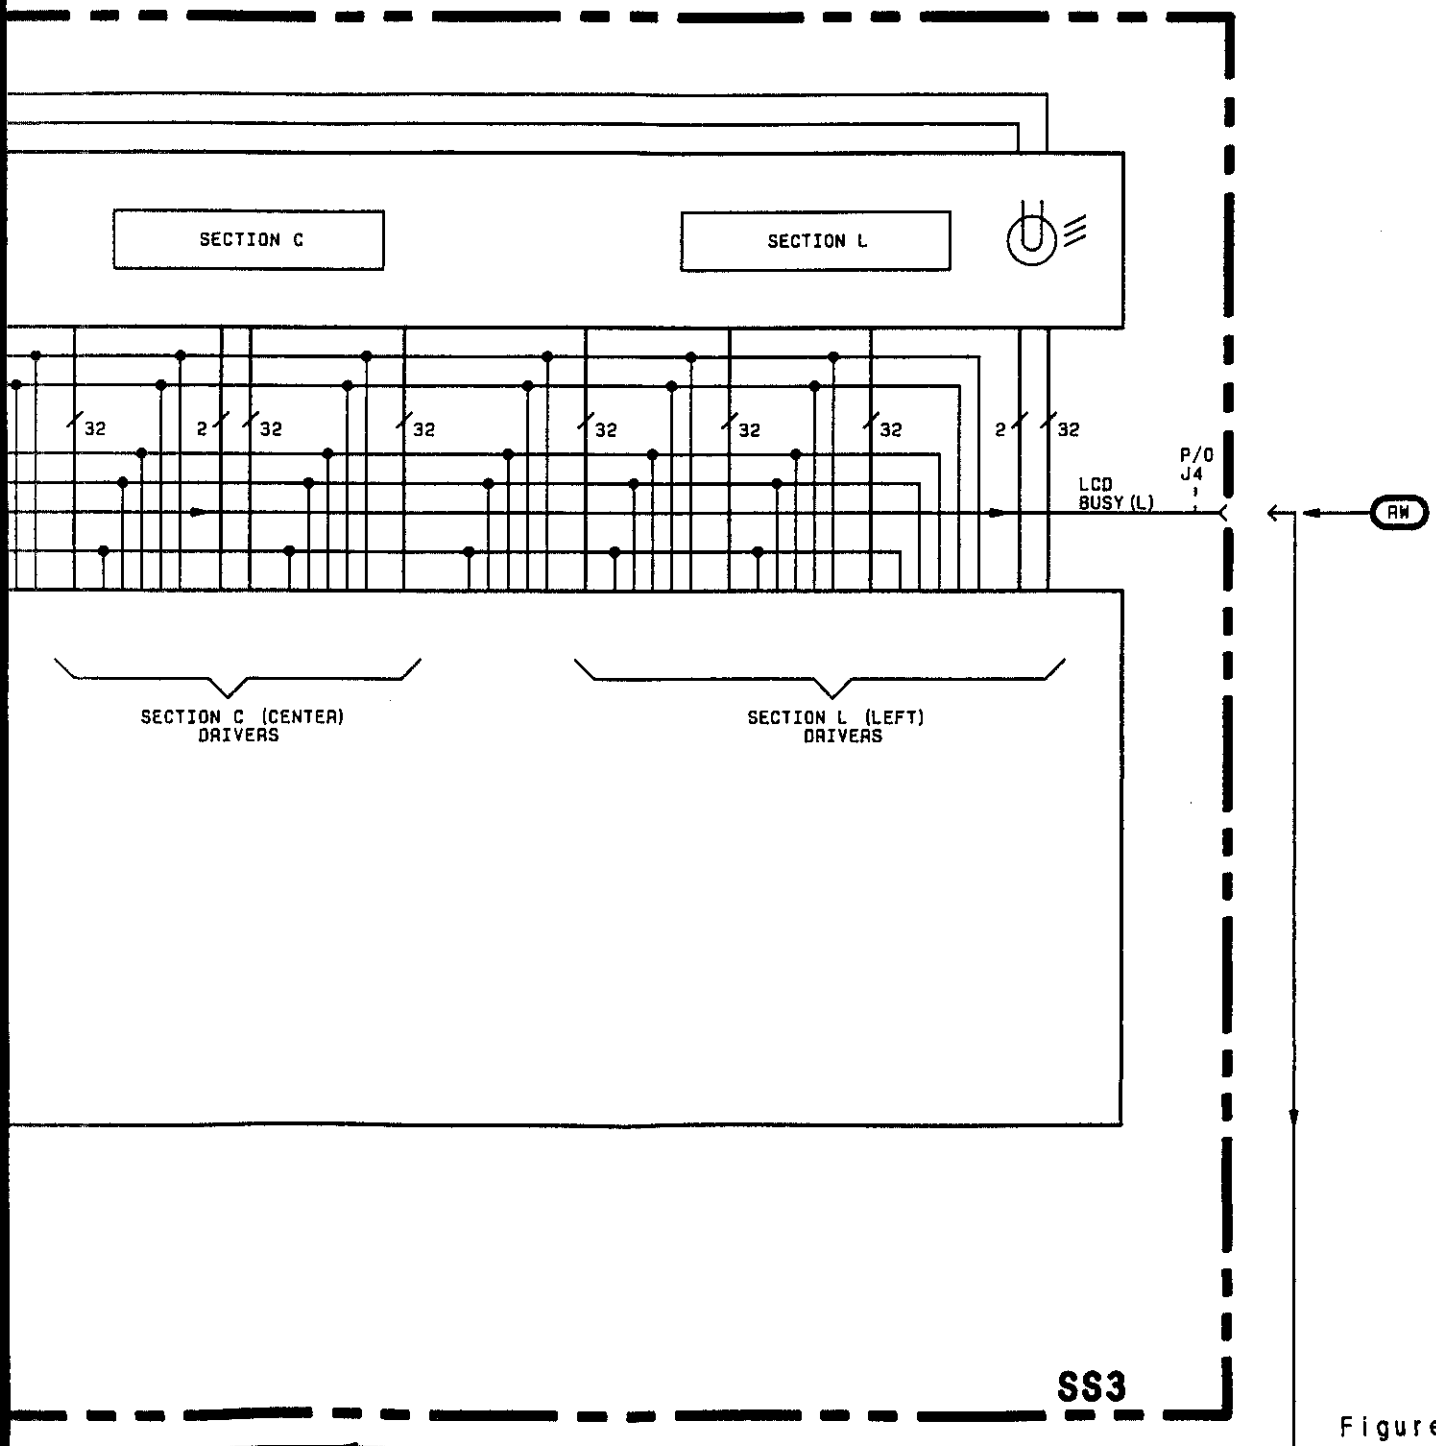 SECTION C
SECTION L
32
2
32
32
32
32
32
2
32
P/O
J4
LCD
BUSY (L)
AW
SECTION C (CENTER)
DRIVERS
SECTION L (LEFT)
DRIVERS
SS3
Figure